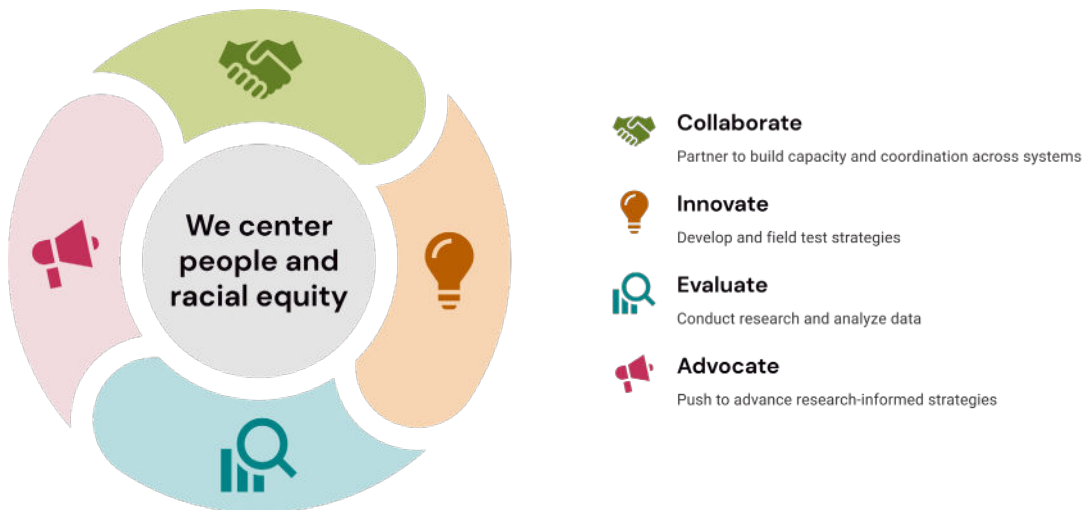 We center
people and
racial equity
Collaborate
Partner to build capacity and coordination across systems
Innovate
Develop and field test strategies
Evaluate
Conduct research and analyze data
Advocate
Push to advance research-informed strategies